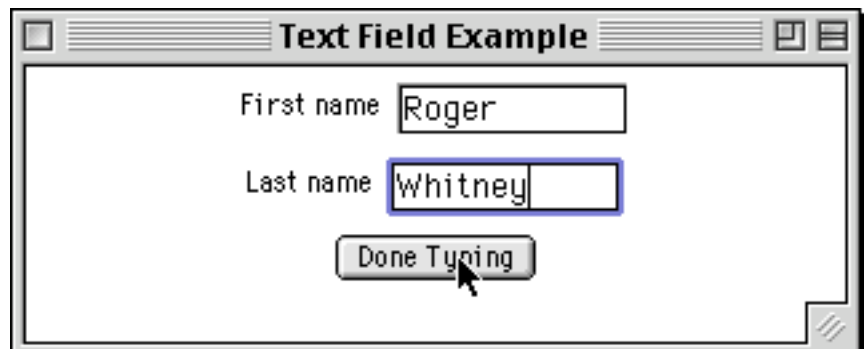 Text Field Example
First name Roger
Last name Whitney
Done Typing